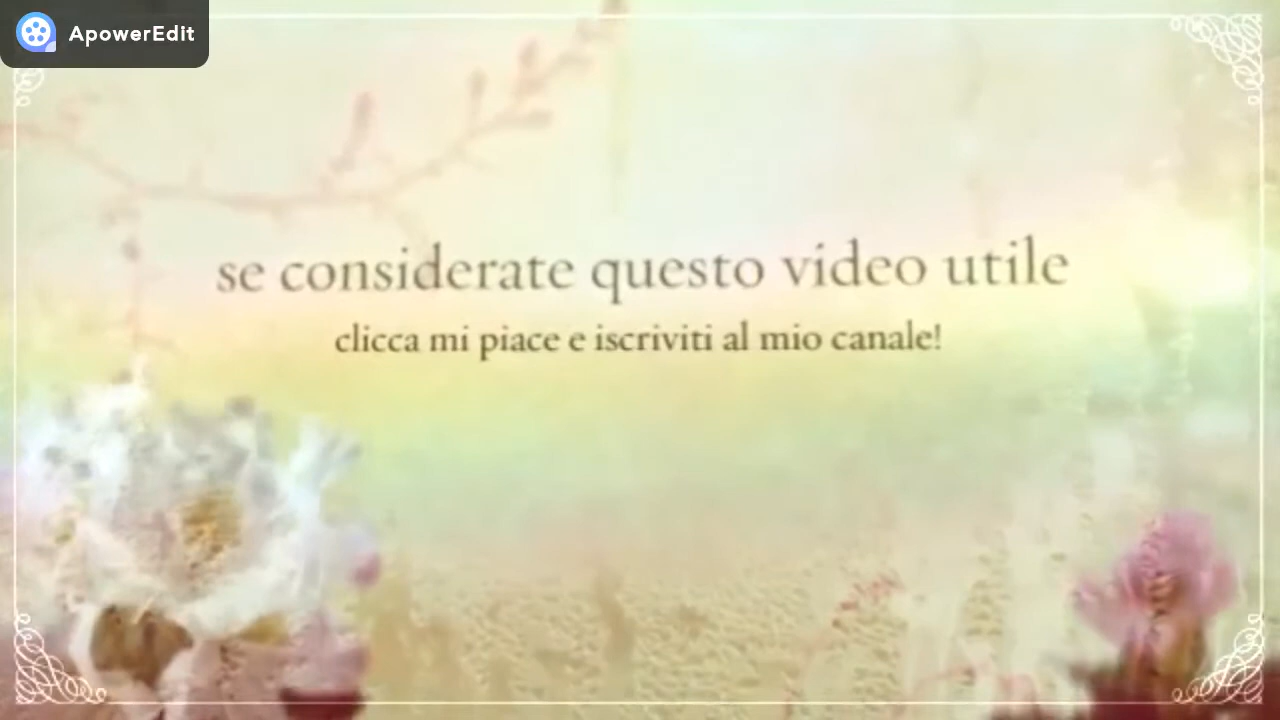 ApowerEdit
se considerate questo video utile
clicca mi piace e iscriviti al mio canale!